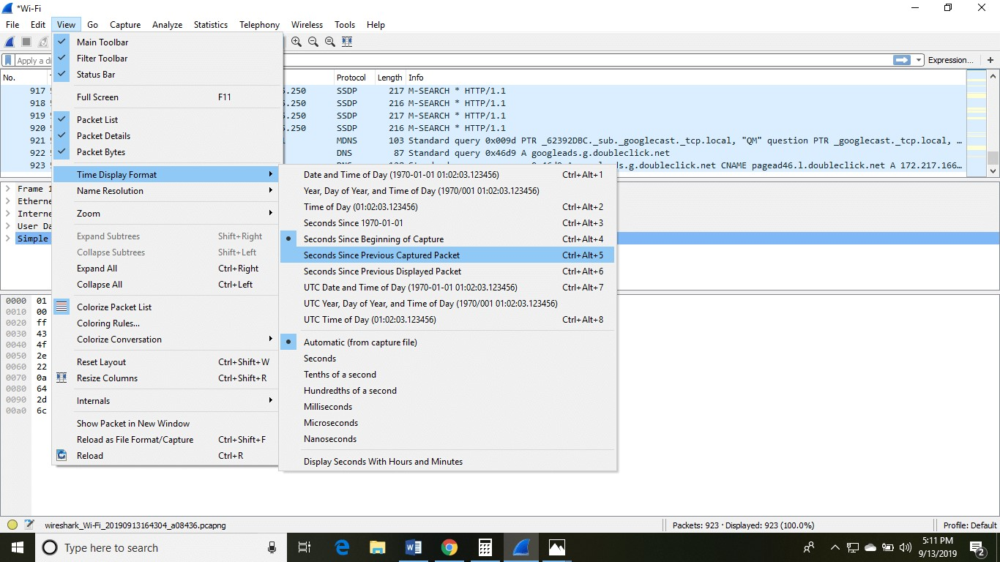 *Wi-Fi
File Edit View Go Capture Analyze Statistics Telephony Wireless Tools Help
Apply a di Expression... +
No. Protocol Length Info
917 .250 SSDP 217 M-SEARCH * HTTP/1.1
918 .250 SSDP 216 M-SEARCH * HTTP/1.1
919 .250 SSDP 217 M-SEARCH * HTTP/1.1
920 .250 SSDP 216 M-SEARCH * HTTP/1.1
921 MDNS 103 Standard query 0x009d PTR _62392DBC._sub._googlecast._tcp.local, "QM" question PTR _googlecast._tcp.local, …
922 DNS 87 Standard query 0x46d9 A googleads.g.doubleclick.net
923 s.g.doubleclick.net CNAME pagead46.l.doubleclick.net A 172.217.166…
Main Toolbar
Filter Toolbar
Status Bar
Full Screen F11
Packet List
Packet Details
Packet Bytes
Time Display Format
Name Resolution
Zoom
Expand Subtrees Shift+Right
Collapse Subtrees Shift+Left
Expand All Ctrl+Right
Collapse All Ctrl+Left
Colorize Packet List
Coloring Rules...
Colorize Conversation
Reset Layout Ctrl+Shift+W
Resize Columns Ctrl+Shift+R
Internals
Show Packet in New Window
Reload as File Format/Capture Ctrl+Shift+F
Reload Ctrl+R
Date and Time of Day (1970-01-01 01:02:03.123456) Ctrl+Alt+1
Year, Day of Year, and Time of Day (1970/001 01:02:03.123456)
Time of Day (01:02:03.123456) Ctrl+Alt+2
Seconds Since 1970-01-01 Ctrl+Alt+3
Seconds Since Beginning of Capture Ctrl+Alt+4
Seconds Since Previous Captured Packet Ctrl+Alt+5
Seconds Since Previous Displayed Packet Ctrl+Alt+6
UTC Date and Time of Day (1970-01-01 01:02:03.123456) Ctrl+Alt+7
UTC Year, Day of Year, and Time of Day (1970/001 01:02:03.123456)
UTC Time of Day (01:02:03.123456) Ctrl+Alt+8
Automatic (from capture file)
Seconds
Tenths of a second
Hundredths of a second
Milliseconds
Microseconds
Nanoseconds
Display Seconds With Hours and Minutes
Frame 1
Etherne
Interne
User Da
Simple
0000 01
0010 00
0020 ff
0030 43
0040 4f
0050 2e
0060 22
0070 0a
0080 64
0090 2d
00a0 6c
wireshark_Wi-Fi_20190913164304_a08436.pcapng Packets: 923 · Displayed: 923 (100.0%) Profile: Default
Type here to search
5:11 PM
9/13/2019
2